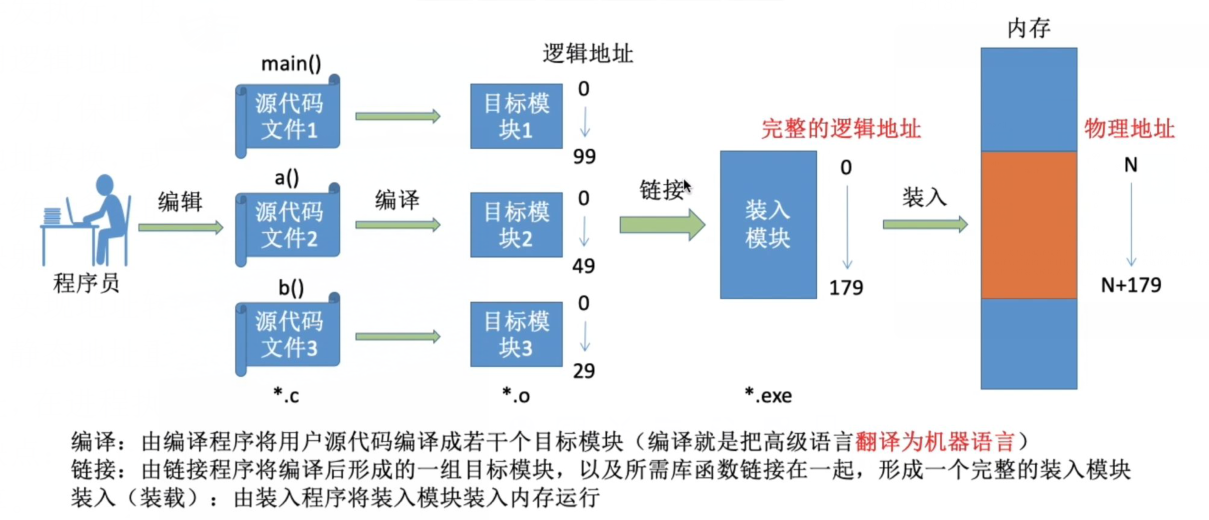 内存
逻辑地址
main()
源代码
文件1
目标模
块1
0
99
完整的逻辑地址
物理地址
a()
编辑
源代码
文件2
编译
目标模
块2
0
49
链接
装入
模块
0
179
装入
N
N+179
程序员
b()
源代码
文件3
目标模
块3
0
29
*.c
*.o
*.exe
编译：由编译程序将用户源代码编译成若干个目标模块（编译就是把高级语言翻译为机器语言）
链接：由链接程序将编译后形成的一组目标模块，以及所需库函数链接在一起，形成一个完整的装入模块
装入（装载）：由装入程序将装入模块装入内存运行